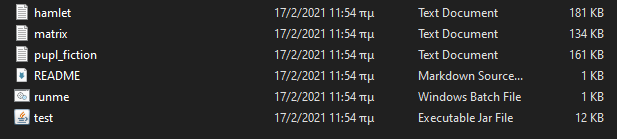 hamlet 17/2/2021 11:54 πμ Text Document 181 KB
matrix 17/2/2021 11:54 πμ Text Document 134 KB
pupl_fiction 17/2/2021 11:54 πμ Text Document 161 KB
README 17/2/2021 11:54 πμ Markdown Source... 1 KB
runme 17/2/2021 11:54 πμ Windows Batch File 1 KB
test 17/2/2021 11:54 πμ Executable Jar File 12 KB